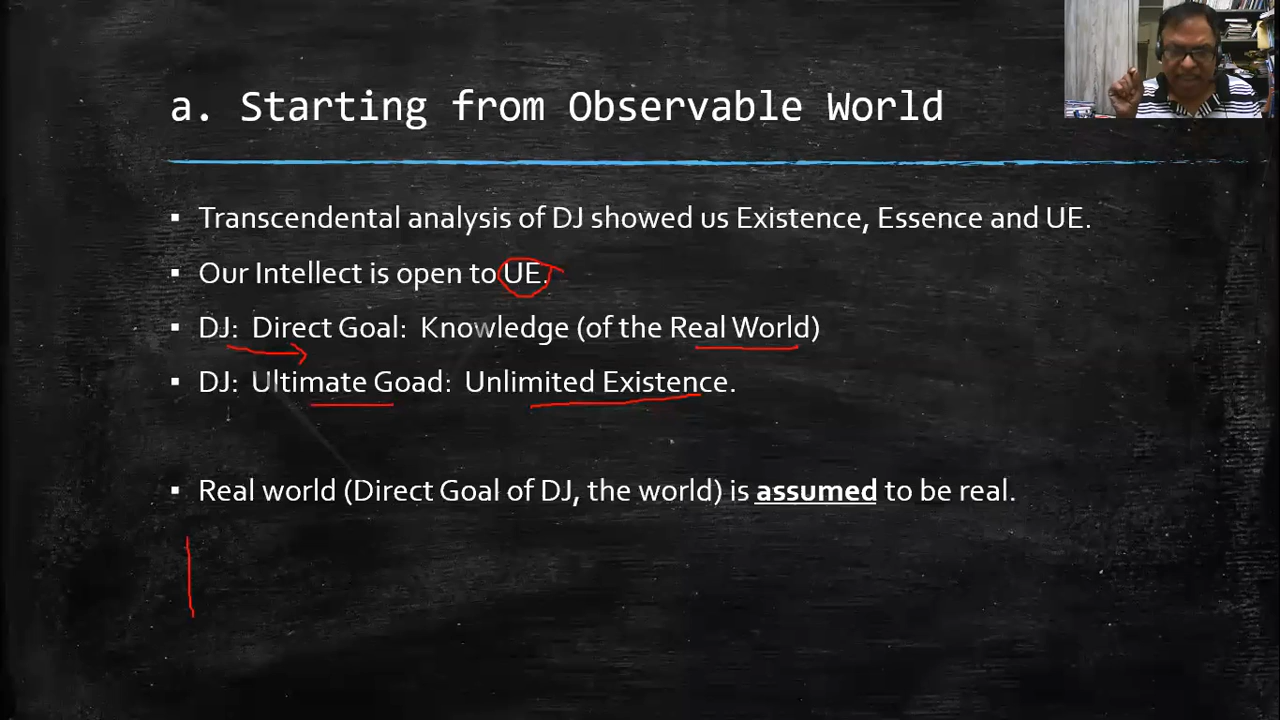 a. Starting from Observable World
▪ Transcendental analysis of DJ showed us Existence, Essence and UE.
▪ Our Intellect is open to UE.
▪ DJ: Direct Goal: Knowledge (of the Real World)
▪ DJ: Ultimate Goad: Unlimited Existence.
▪ Real world (Direct Goal of DJ, the world) is assumed to be real.